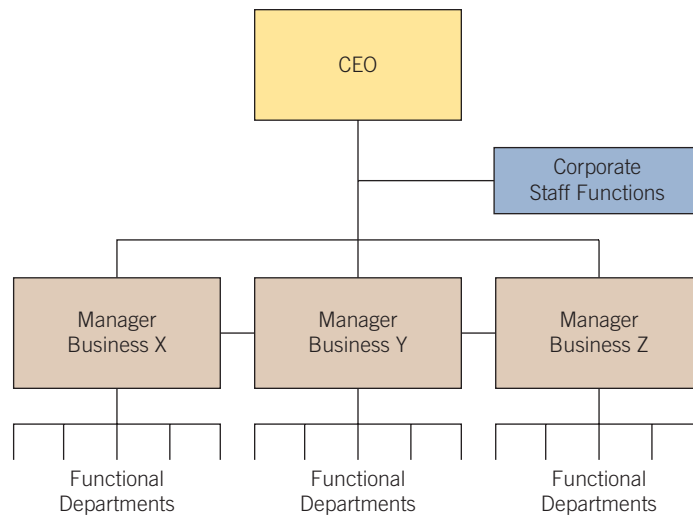 CEO
Corporate
Staff Functions
Manager
Business X
Manager
Business Y
Manager
Business Z
Functional
Departments
Functional
Departments
Functional
Departments